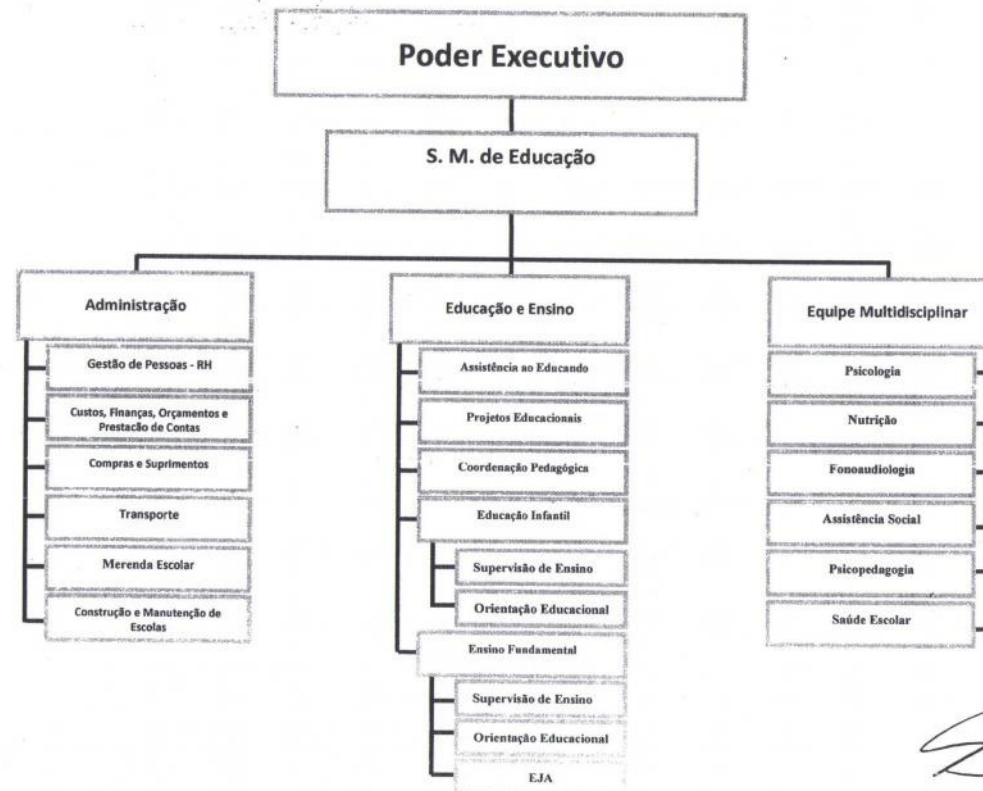 Poder Executivo
S. M. de Educação
Administração
Gestão de Pessoas - RH
Custos, Finanças, Orçamentos e
Prestação de Contas
Compras e Suprimentos
Transporte
Merenda Escolar
Construção e Manutenção de
Escolas
Educação e Ensino
Assistência ao Educando
Projetos Educacionais
Coordenação Pedagógica
Educação Infantil
Supervisão de Ensino
Orientação Educacional
Ensino Fundamental
Supervisão de Ensino
Orientação Educacional
EJA
Equipe Multidisciplinar
Psicologia
Nutrição
Fonoaudiologia
Assistência Social
Psicopedagogia
Saúde Escolar